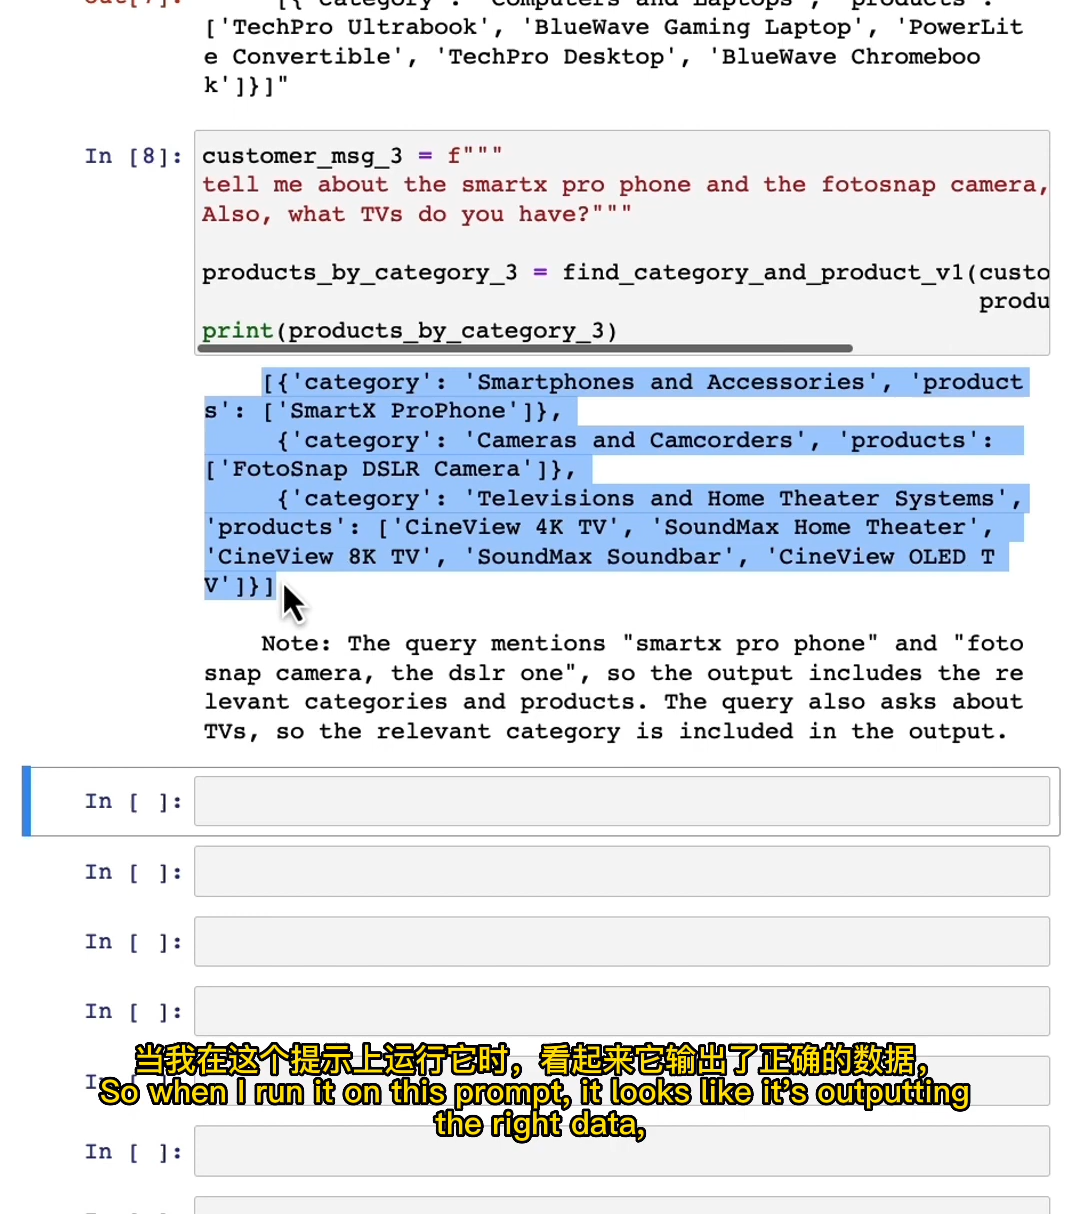 ['TechPro Ultrabook', 'BlueWave Gaming Laptop', 'PowerLit
e Convertible', 'TechPro Desktop', 'BlueWave Chromeboo
k']}]"
In [8]:
customer_msg_3 = f"""
tell me about the smartx pro phone and the fotosnap camera,
Also, what TVs do you have?"""
products_by_category_3 = find_category_and_product_v1(custo
produ
print(products_by_category_3)
[{'category': 'Smartphones and Accessories', 'product
s': ['SmartX ProPhone']},
{'category': 'Cameras and Camcorders', 'products':
['FotoSnap DSLR Camera']},
{'category': 'Televisions and Home Theater Systems',
'products': ['CineView 4K TV', 'SoundMax Home Theater',
'CineView 8K TV', 'SoundMax Soundbar', 'CineView OLED T
V']}]
Note: The query mentions "smartx pro phone" and "foto
snap camera, the dslr one", so the output includes the re
levant categories and products. The query also asks about
TVs, so the relevant category is included in the output.
In [ ]:
In [ ]:
In [ ]:
In [ ]:
当我在这个提示上运行它时，看起来它输出了正确的数据，
So when I run it on this prompt, it looks like it's outputting
the right data,
In [ ]: